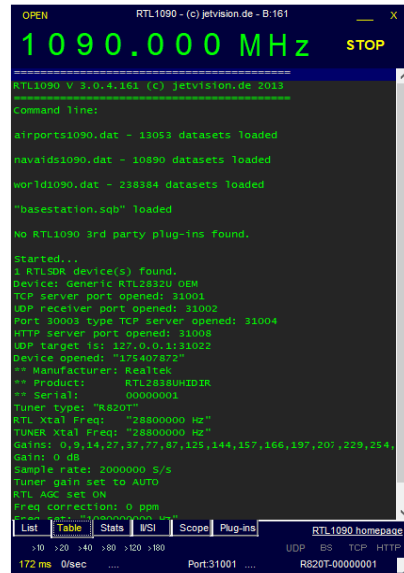 OPEN RTL1090 - (c) jetvision.de - B:161 __ X
1090.000 MHz STOP
==========================================
RTL1090 V 3.0.4.161 (c) jetvision.de 2013
==========================================
Command line:
airports1090.dat - 13053 datasets loaded
navaids1090.dat - 10890 datasets loaded
world1090.dat - 238384 datasets loaded
"basestation.sqb" loaded
No RTL1090 3rd party plug-ins found.
Started...
1 RTLSDR device(s) found.
Device: Generic RTL2832U OEM
TCP server port opened: 31001
UDP receiver port opened: 31002
Port 30003 type TCP server opened: 31004
HTTP server port opened: 31008
UDP target is: 127.0.0.1:31022
Device opened: "175407872"
** Manufacturer: Realtek
** Product: RTL2838UHIDIR
** Serial: 00000001
Tuner type: "R820T"
RTL Xtal Freq: "28800000 Hz"
TUNER Xtal Freq: "28800000 Hz"
Gains: 0,9,14,27,37,77,87,125,144,157,166,197,207,229,254,
Gain: 0 dB
Sample rate: 2000000 S/s
Tuner gain set to AUTO
RTL AGC set ON
Freq correction: 0 ppm
Freq set: "1090000000 Hz"
List Table Stats I/SI Scope Plug-ins RTL1090 homepage
>10 >20 >40 >80 >120 >180 UDP BS TCP HTTP
172 ms 0/sec .... Port:31001 .... R820T-00000001